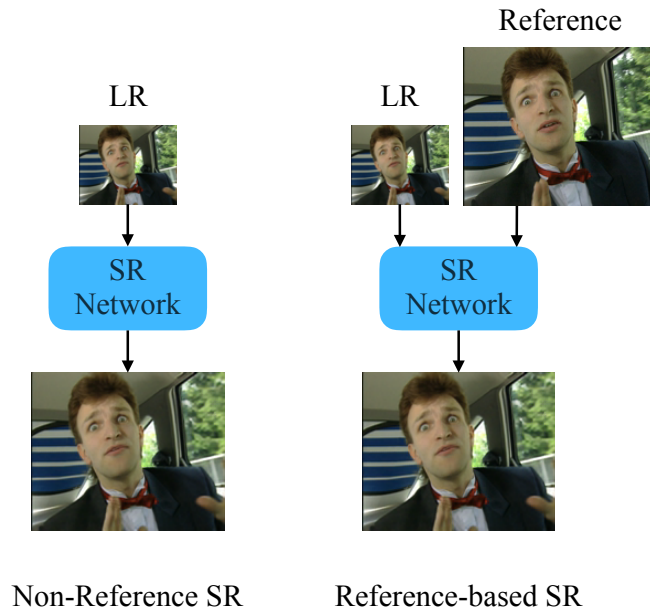 Reference
LR
LR
SR
Network
SR
Network
Non-Reference SR
Reference-based SR